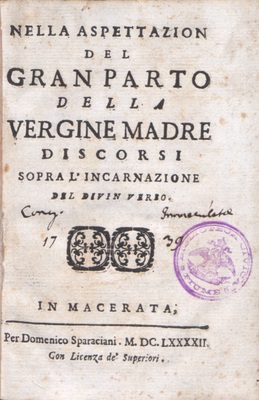 NELLA ASPETTAZION
DEL
GRAN PARTO
DELLA
VERGINE MADRE
DISCORSI
SOPRA L'INCARNAZIONE
DEL DIVIN VERBO.
17 39
IN MACERATA;
Per Domenico Sparaciani. M. DC. LXXXXII.
Con Licenza de' Superiori.